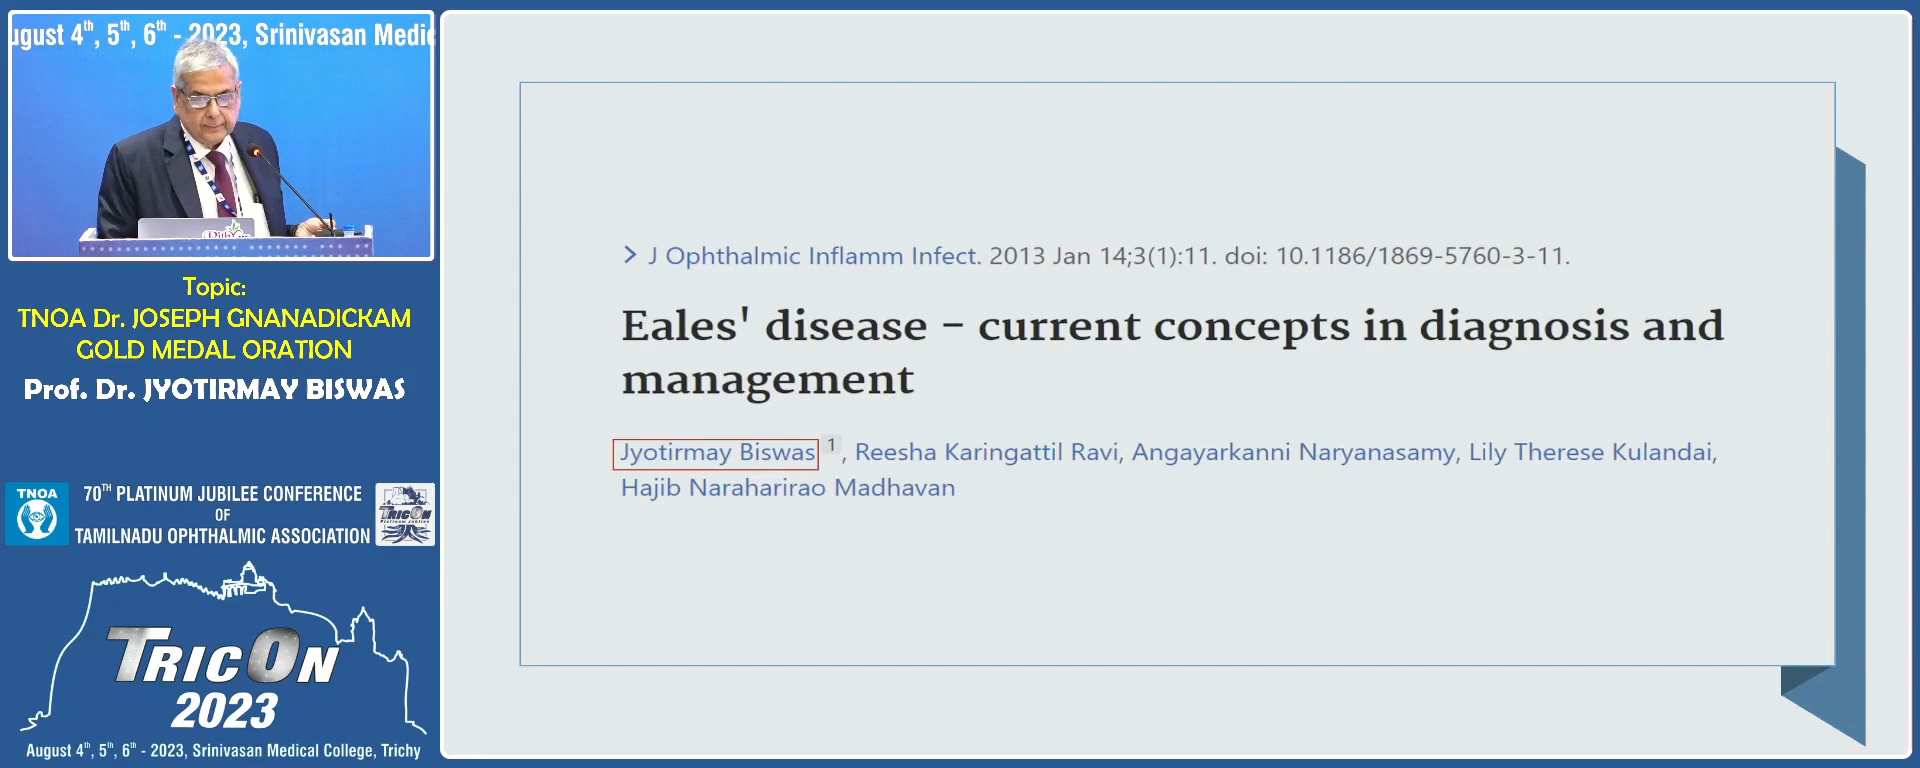 ugust 4th, 5th, 6th - 2023, Srinivasan Medic
Topic:
TNOA Dr. JOSEPH GNANADICKAM
GOLD MEDAL ORATION
Prof. Dr. JYOTIRMAY BISWAS
TNOA
70TH PLATINUM JUBILEE CONFERENCE
OF
TAMILNADU OPHTHALMIC ASSOCIATION
TRICON
Platinum Jubilee
TRICON
2023
August 4th, 5th, 6th - 2023, Srinivasan Medical College, Trichy
> J Ophthalmic Inflamm Infect. 2013 Jan 14;3(1):11. doi: 10.1186/1869-5760-3-11.
Eales' disease – current concepts in diagnosis and
management
Jyotirmay Biswas 1, Reesha Karingattil Ravi, Angayarkanni Naryanasamy, Lily Therese Kulandai,
Hajib Naraharirao Madhavan